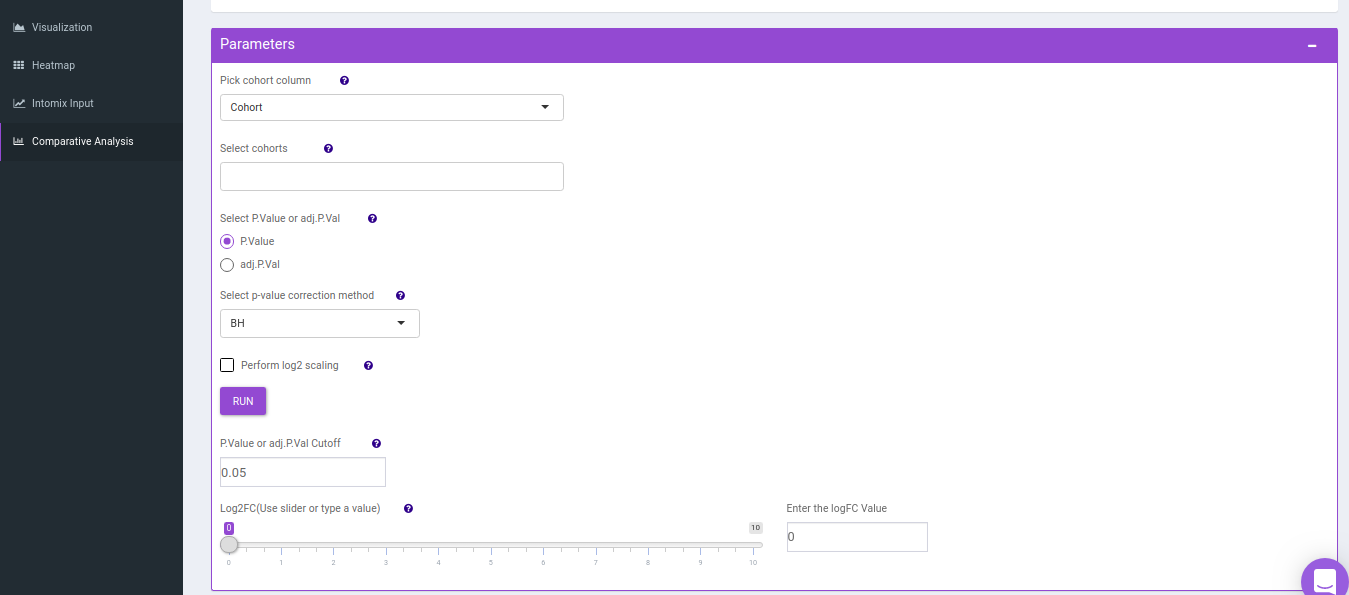 Visualization
Heatmap
Intomix Input
Comparative Analysis
Parameters
Pick cohort column
Cohort
Select cohorts
Select P.Value or adj.P.Val
P.Value
adj.P.Val
Select p-value correction method
BH
Perform log2 scaling
RUN
P.Value or adj.P.Val Cutoff
0.05
Log2FC(Use slider or type a value)
Enter the logFC Value
0 10
0
0 1 2 3 4 5 6 7 8 9 10